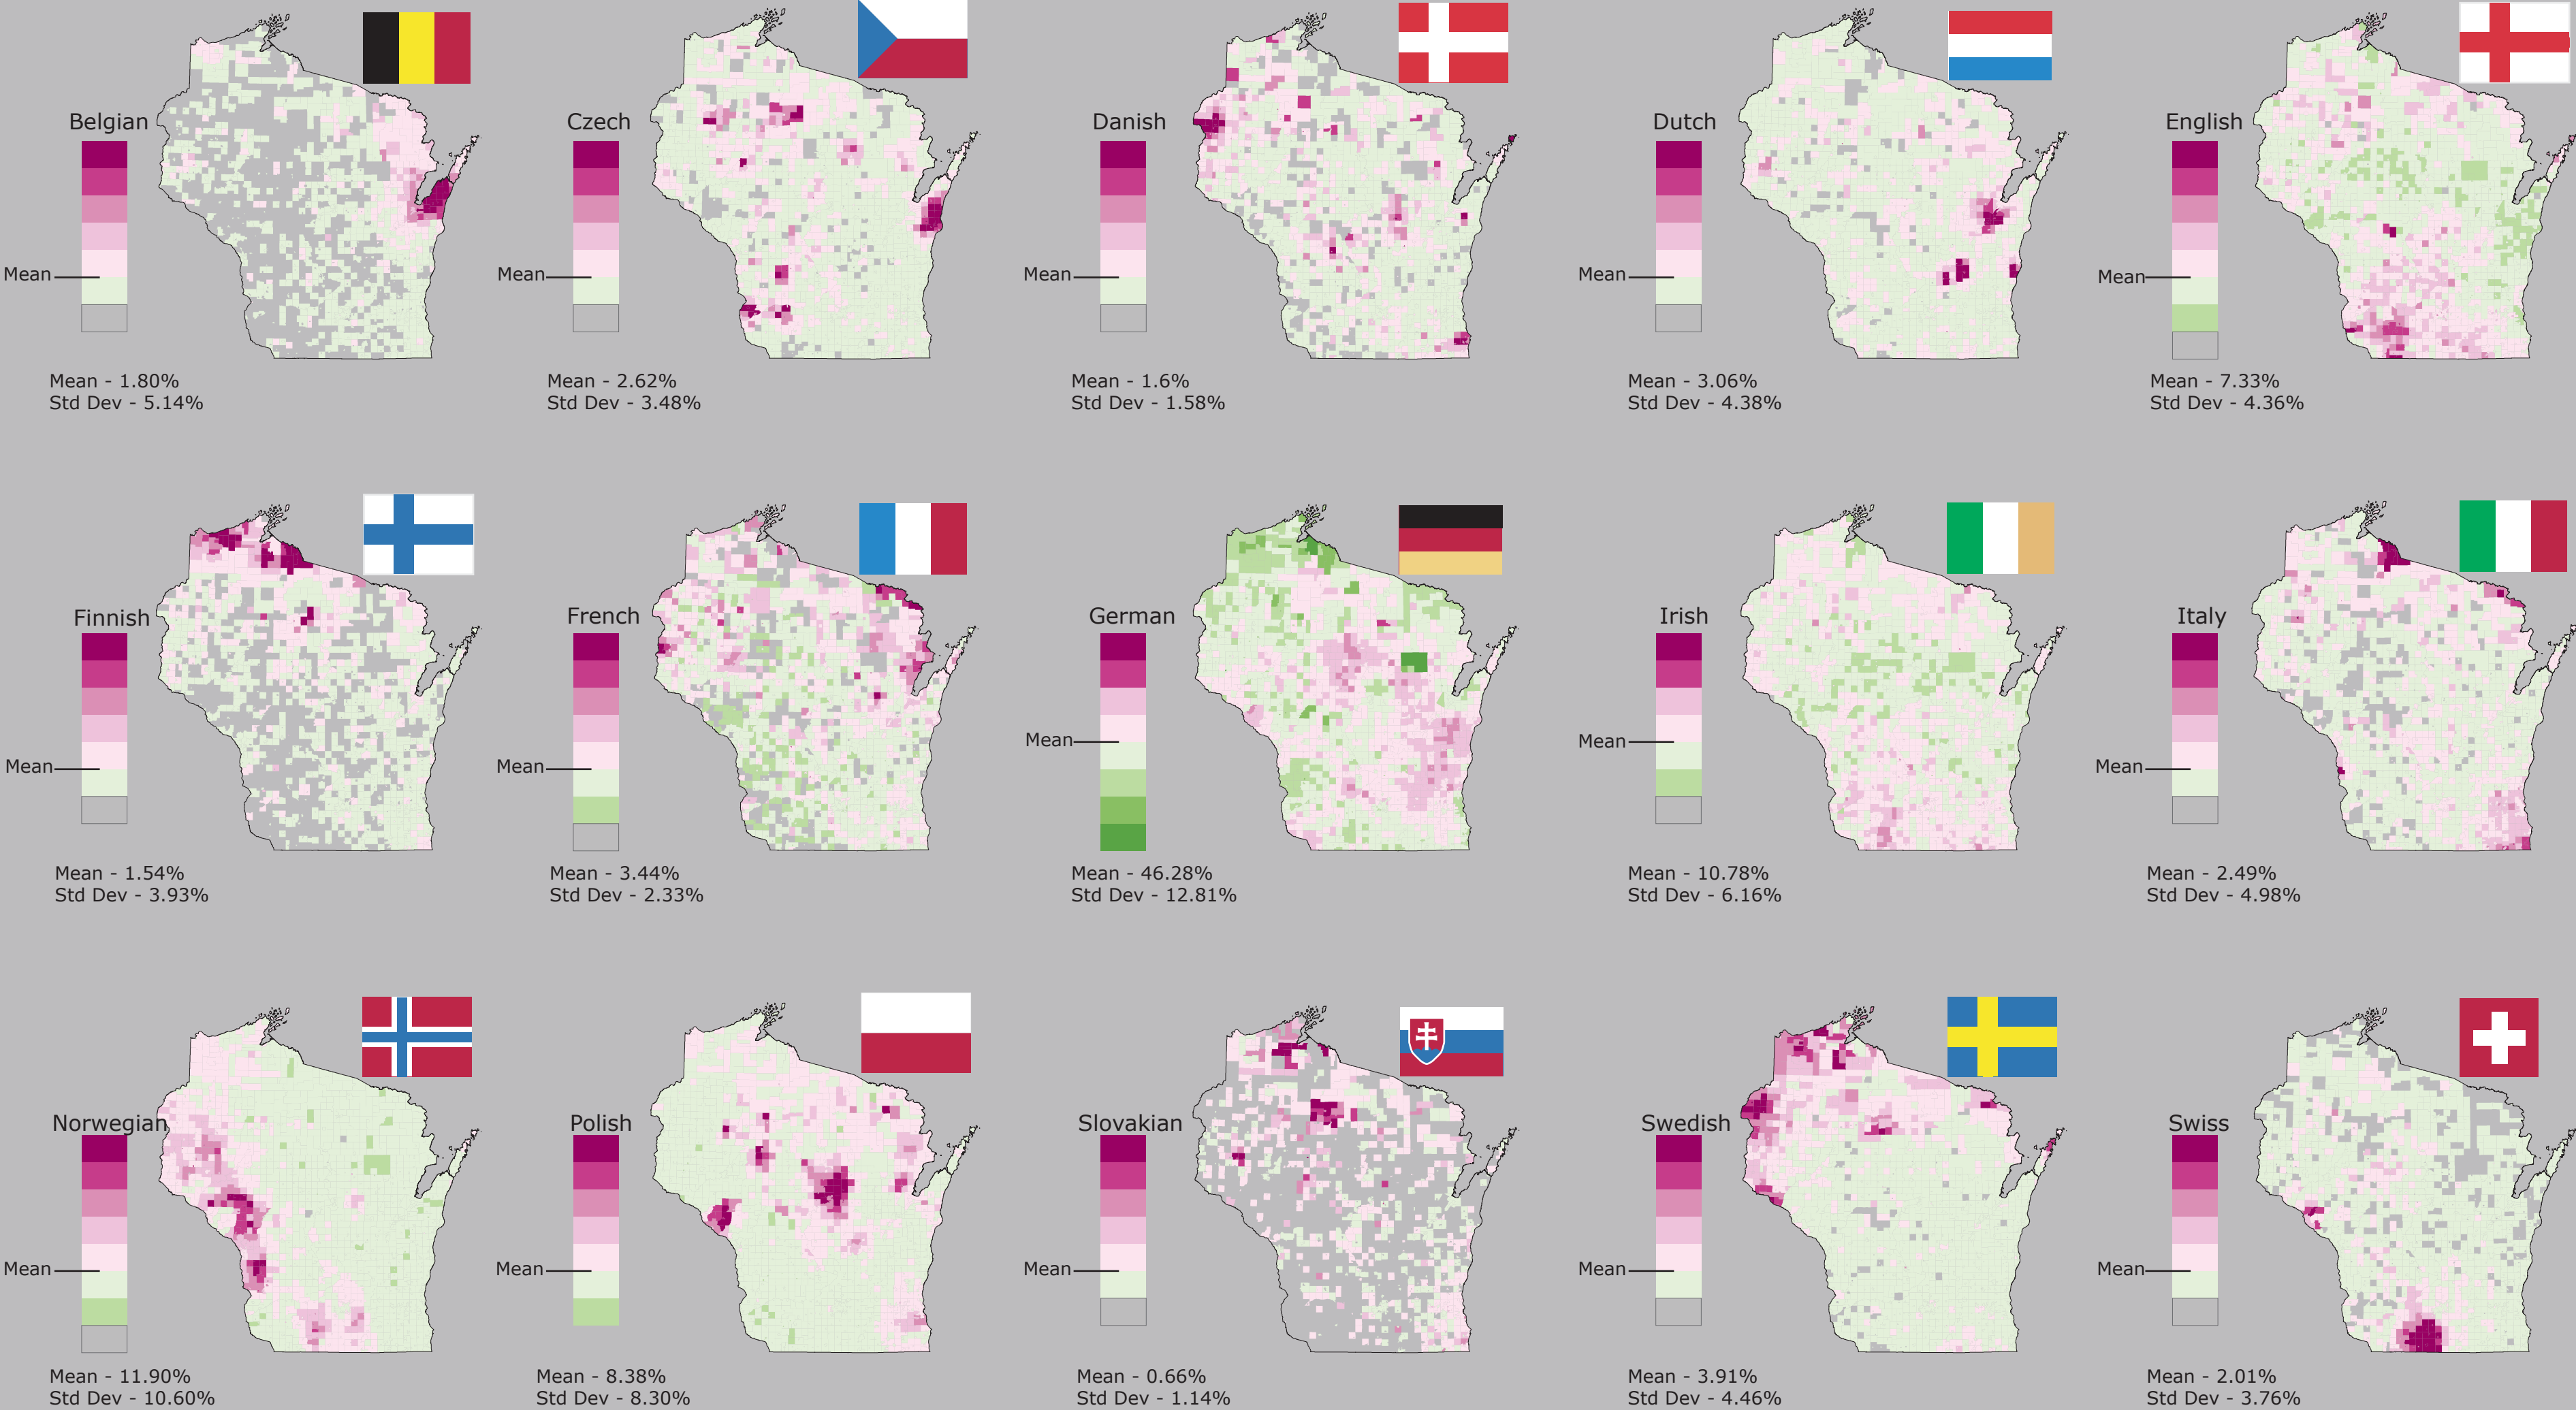 Belgian
Mean
Mean - 1.80%
Std Dev - 5.14%
Czech
Mean
Mean - 2.62%
Std Dev - 3.48%
Danish
Mean
Mean - 1.6%
Std Dev - 1.58%
Dutch
Mean
Mean - 3.06%
Std Dev - 4.38%
English
Mean
Mean - 7.33%
Std Dev - 4.36%
Finnish
Mean
Mean - 1.54%
Std Dev - 3.93%
French
Mean
Mean - 3.44%
Std Dev - 2.33%
German
Mean
Mean - 46.28%
Std Dev - 12.81%
Irish
Mean
Mean - 10.78%
Std Dev - 6.16%
Italy
Mean
Mean - 2.49%
Std Dev - 4.98%
Norwegian
Mean
Mean - 11.90%
Std Dev - 10.60%
Polish
Mean
Mean - 8.38%
Std Dev - 8.30%
Slovakian
Mean
Mean - 0.66%
Std Dev - 1.14%
Swedish
Mean
Mean - 3.91%
Std Dev - 4.46%
Swiss
Mean
Mean - 2.01%
Std Dev - 3.76%